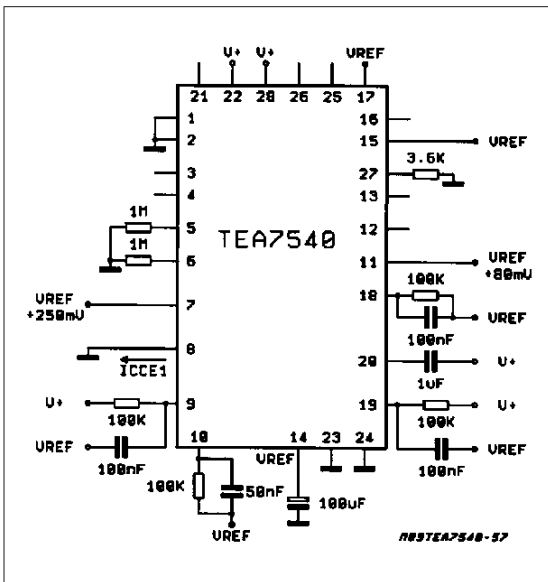 V+ V+ VREF
21 22 28 26 25 17
1 16
2 15 VREF
3.6K
3 27
4 13
1M
5 12
TEA7540
1M
6 11 VREF
+80mV
100K
18
VREF
+250mV
7
VREF
100nF
8
ICCE1
20 V+
1uF
V+ 9 19 V+
100K 100K
VREF VREF
100nF 100nF
10 14 23 24
VREF
100K 50nF 100uF
VREF
M89TEA7540-57